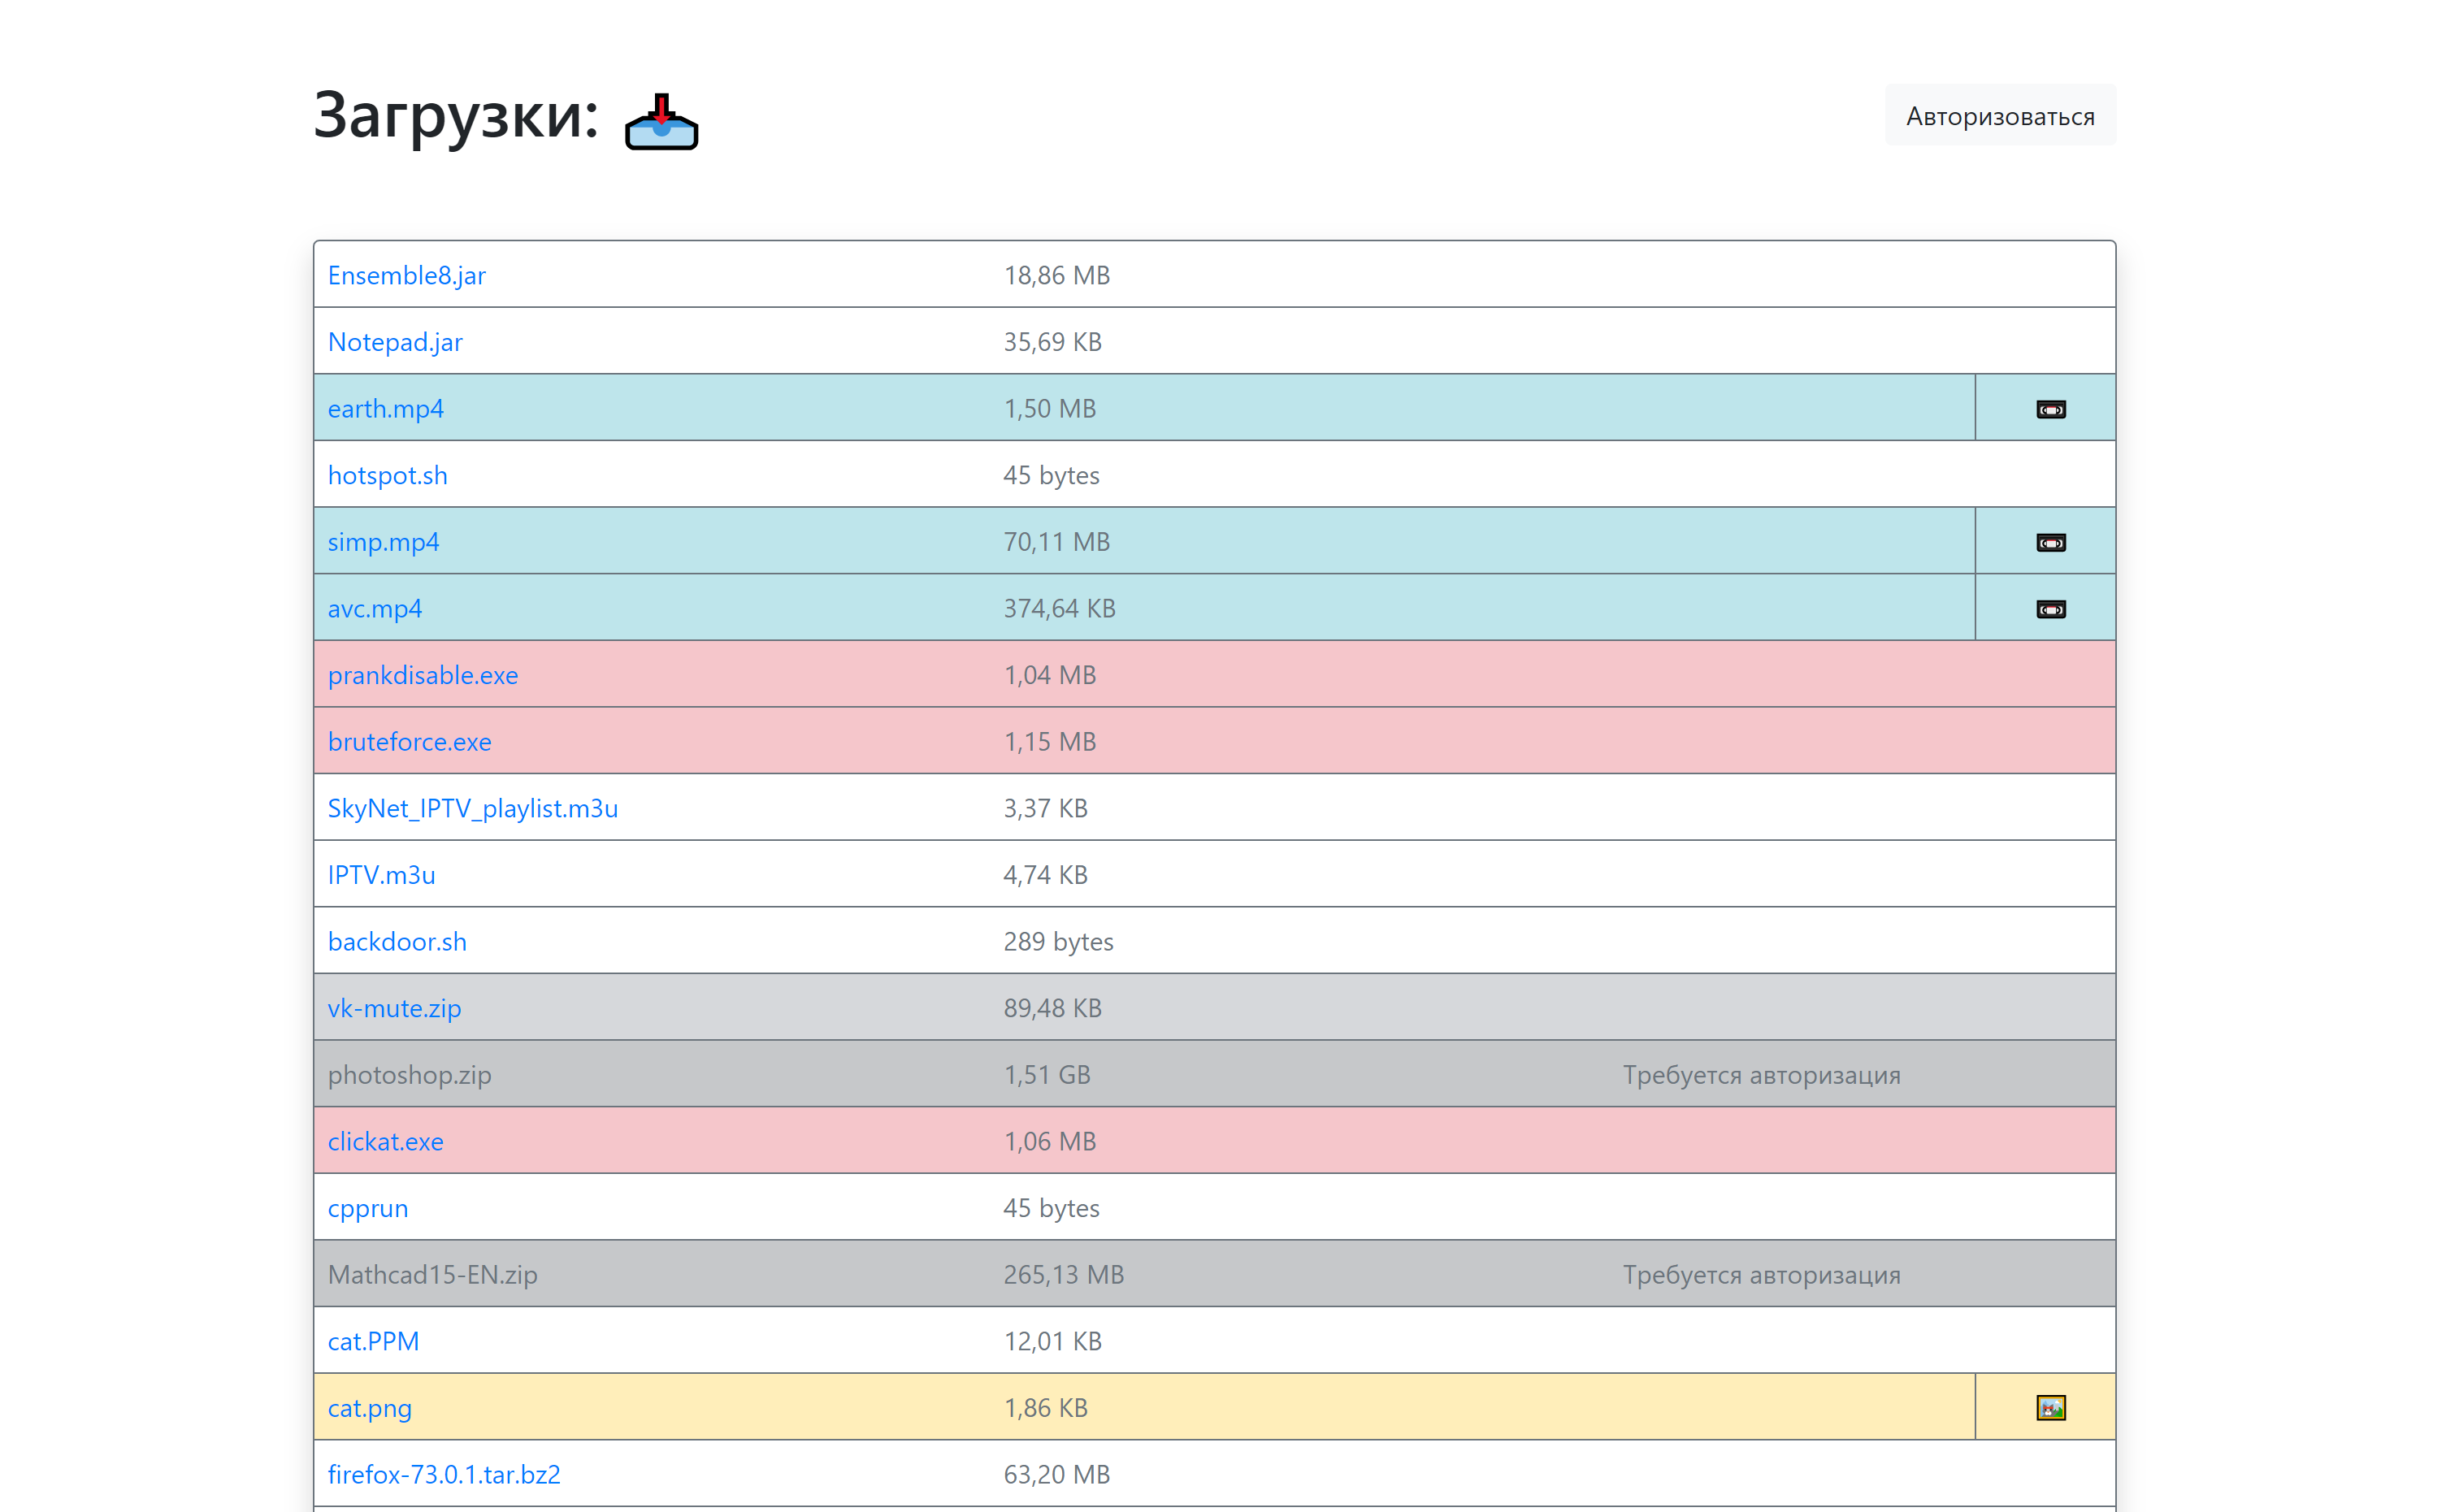 Загрузки:
Авторизоваться
Ensemble8.jar 18,86 MB
Notepad.jar 35,69 KB
earth.mp4 1,50 MB
hotspot.sh 45 bytes
simp.mp4 70,11 MB
avc.mp4 374,64 KB
prankdisable.exe 1,04 MB
bruteforce.exe 1,15 MB
SkyNet_IPTV_playlist.m3u 3,37 KB
IPTV.m3u 4,74 KB
backdoor.sh 289 bytes
vk-mute.zip 89,48 KB
photoshop.zip 1,51 GB Требуется авторизация
clickat.exe 1,06 MB
cpprun 45 bytes
Mathcad15-EN.zip 265,13 MB Требуется авторизация
cat.PPM 12,01 KB
cat.png 1,86 KB
firefox-73.0.1.tar.bz2 63,20 MB